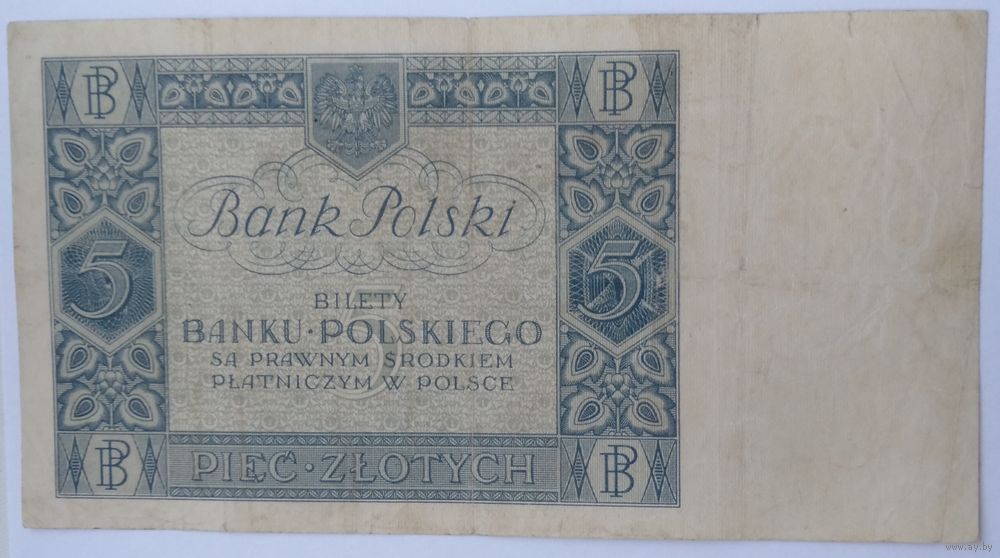 BP BP
Bank Polski
5 5
BILETY
BANKU·POLSKIEGO
SĄ PRAWNYM ŚRODKIEM
PŁATNICZYM W POLSCE
5
BP BP
PIĘĆ·ZŁOTYCH
www.ay.by